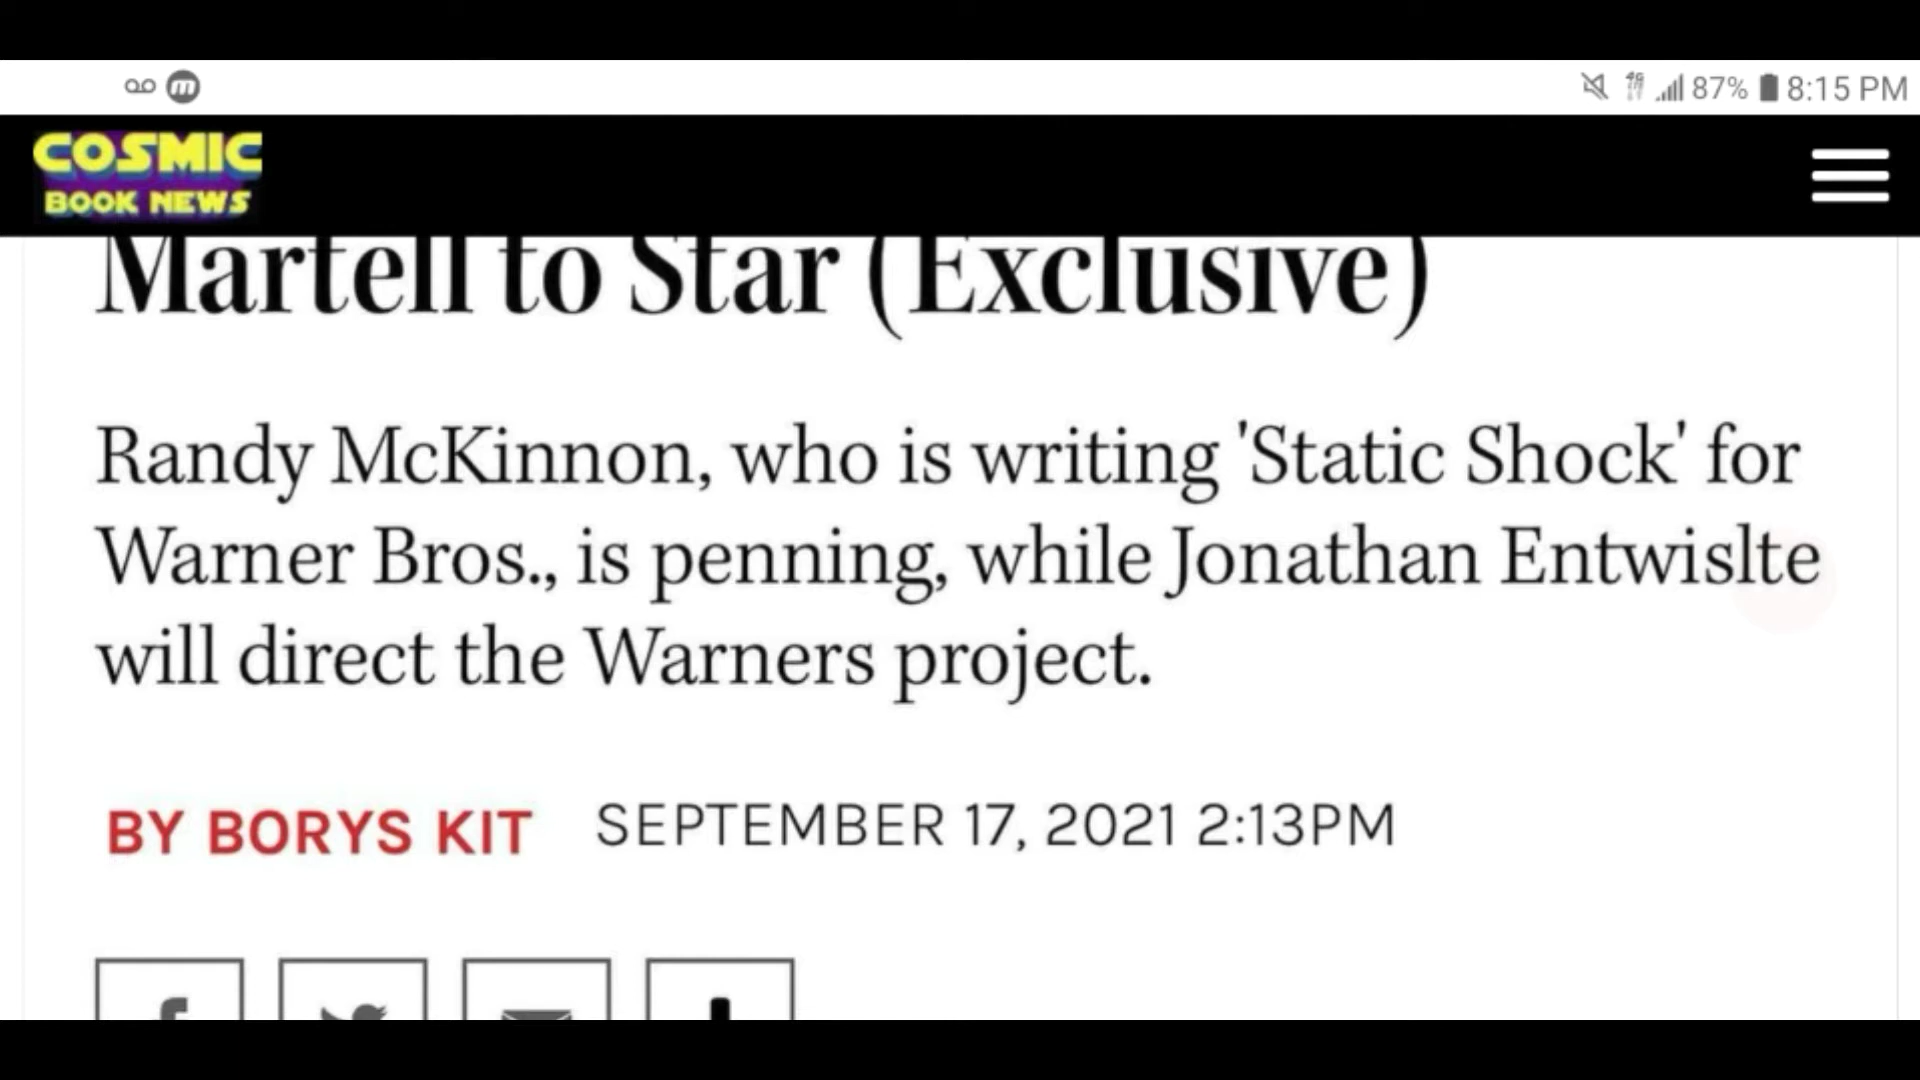 87% 8:15 PM
COSMIC
BOOK NEWS
Martell to Star (Exclusive)
Randy McKinnon, who is writing 'Static Shock' for
Warner Bros., is penning, while Jonathan Entwislte
will direct the Warners project.
BY BORYS KIT SEPTEMBER 17, 2021 2:13PM